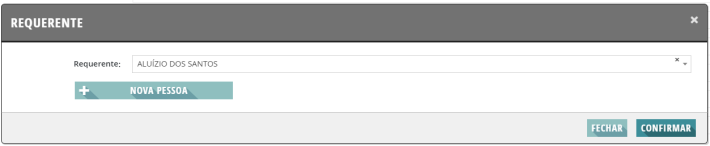 REQUERENTE ×
Requerente: ALUÍZIO DOS SANTOS ×
+ NOVA PESSOA
FECHAR CONFIRMAR